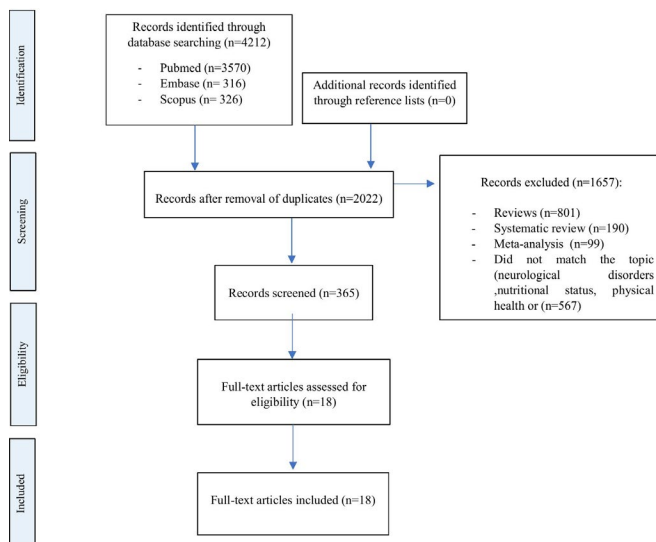 Identification
Records identified through
database searching (n=4212)
- Pubmed (n=3570)
- Embase (n= 316)
- Scopus (n= 326)
Additional records identified
through reference lists (n=0)
Screening
Records after removal of duplicates (n=2022)
Records excluded (n=1657):
- Reviews (n=801)
- Systematic review (n=190)
- Meta-analysis (n=99)
- Did not match the topic
(neurological disorders
,nutritional status, physical
health or (n=567)
Records screened (n=365)
Eligibility
Full-text articles assessed for
eligibility (n=18)
Included
Full-text articles included (n=18)